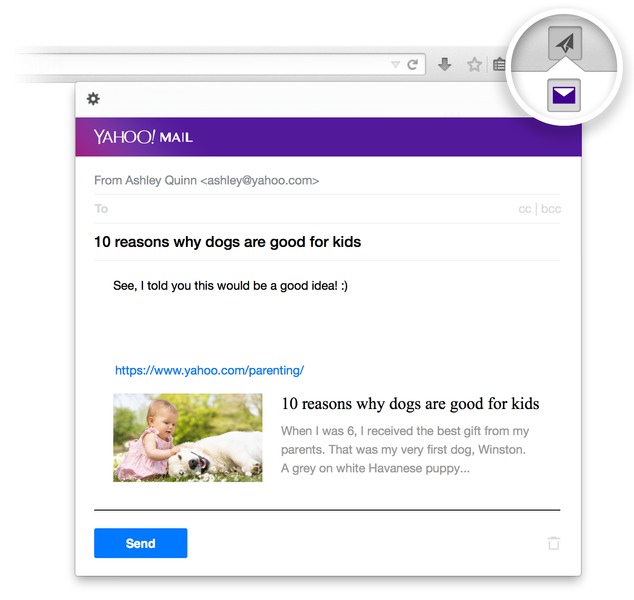 YAHOO! MAIL
From Ashley Quinn <ashley@yahoo.com>
To cc | bcc
10 reasons why dogs are good for kids
See, I told you this would be a good idea! :)
https://www.yahoo.com/parenting/
10 reasons why dogs are good for kids
When I was 6, I received the best gift from my
parents. That was my very first dog, Winston.
A grey on white Havanese puppy...
Send